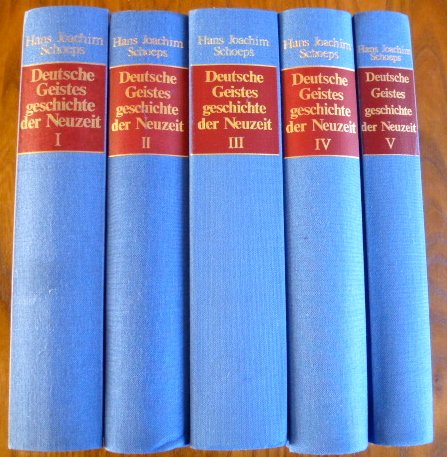 Hans Joachim
Schoeps
Deutsche
Geistes
geschichte
der Neuzeit
I
Hans Joachim
Schoeps
Deutsche
Geistes
geschichte
der Neuzeit
II
Hans Joachim
Schoeps
Deutsche
Geistes
geschichte
der Neuzeit
III
Hans Joachim
Schoeps
Deutsche
Geistes
geschichte
der Neuzeit
IV
Hans Joachim
Schoeps
Deutsche
Geistes
geschichte
der Neuzeit
V